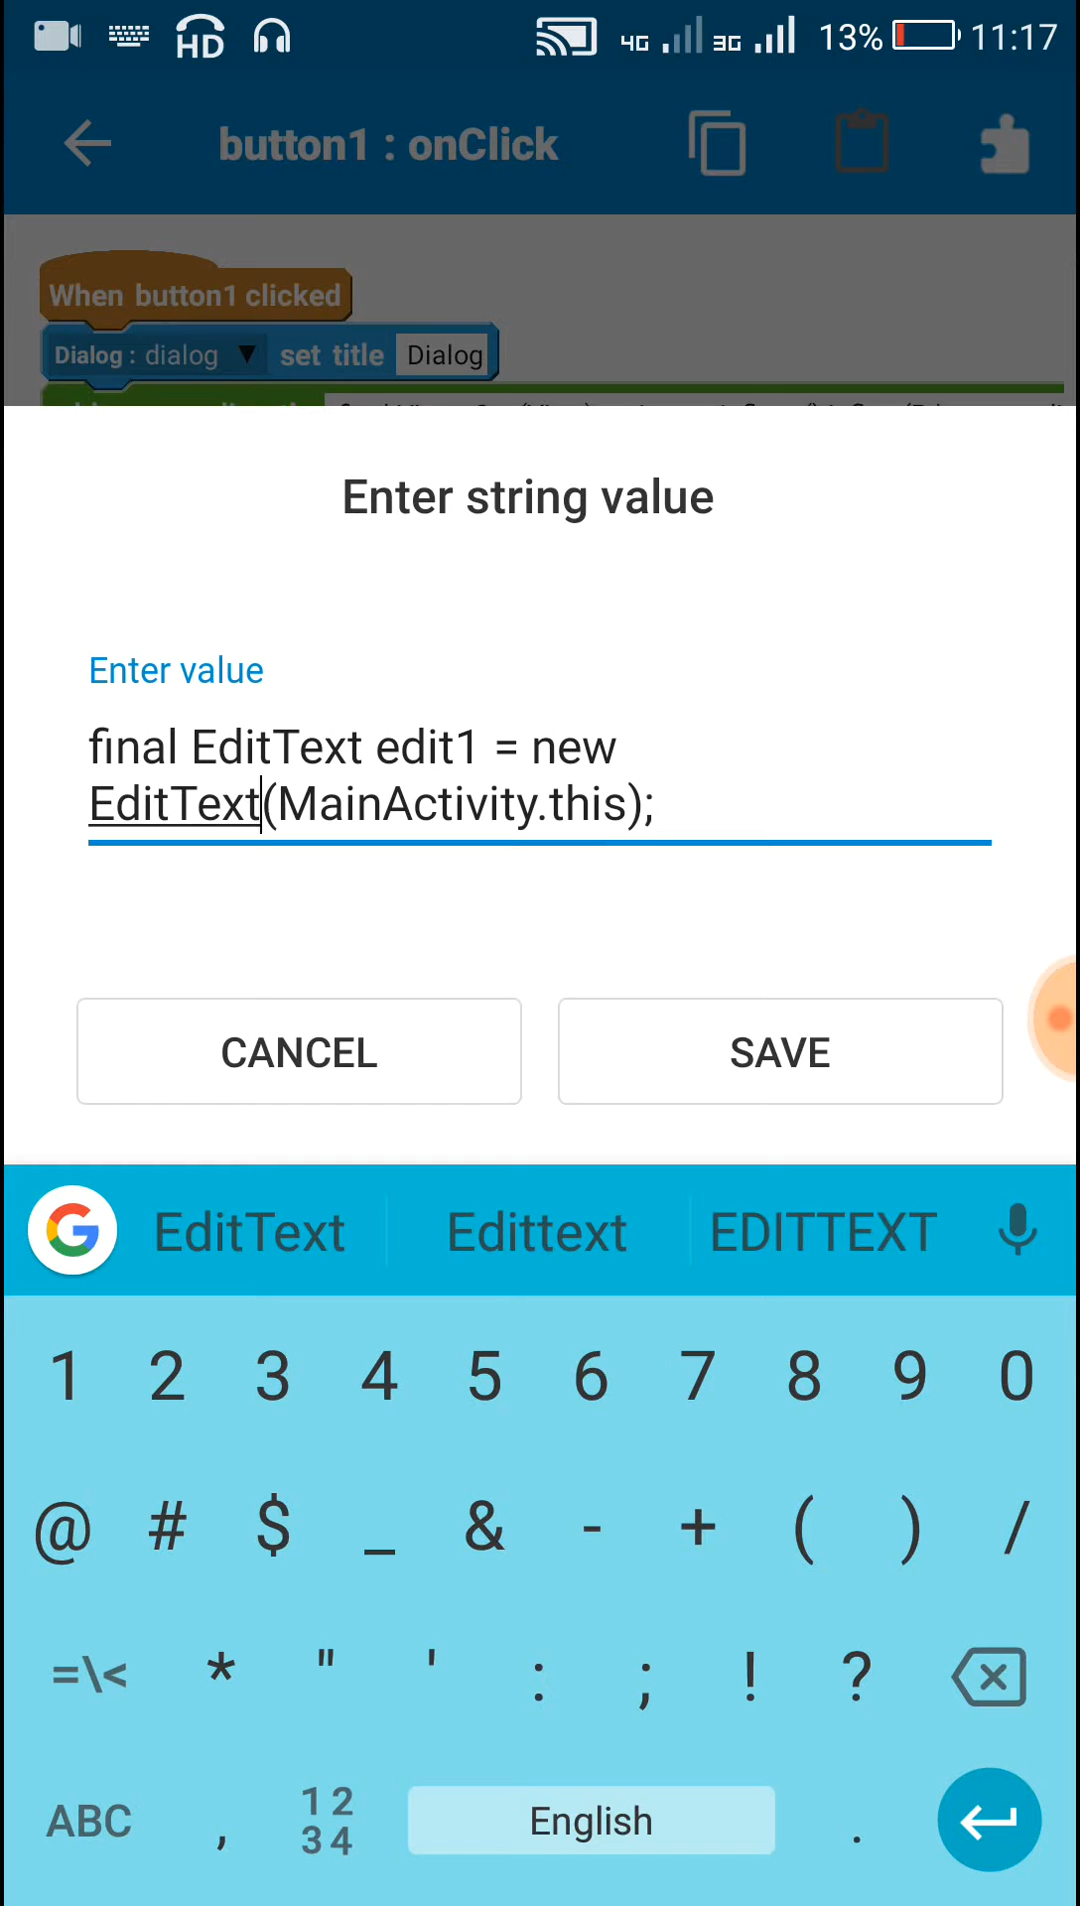 HD 4G 3G 13% 11:17
button1 : onClick
When button1 clicked
Dialog : dialog ▼ set title Dialog
Enter string value
Enter value
final EditText edit1 = new
EditText(MainActivity.this);
CANCEL SAVE
G EditText Edittext EDITTEXT
1 2 3 4 5 6 7 8 9 0
@ # $ _ & - + ( ) /
=\< * " ' : ; ! ?
ABC , 1 2 3 4 English .